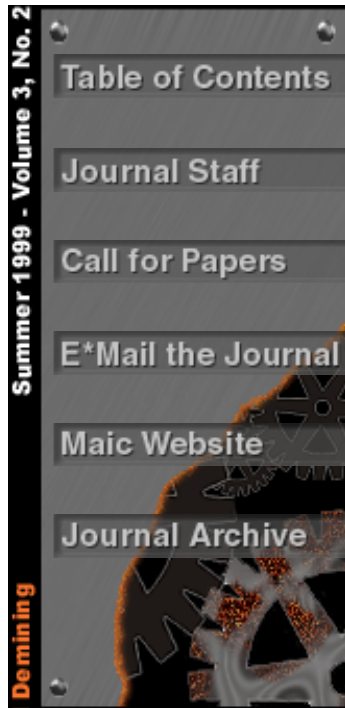 Summer 1999 - Volume 3, No. 2
Demining
Table of Contents
Journal Staff
Call for Papers
E*Mail the Journal
Maic Website
Journal Archive